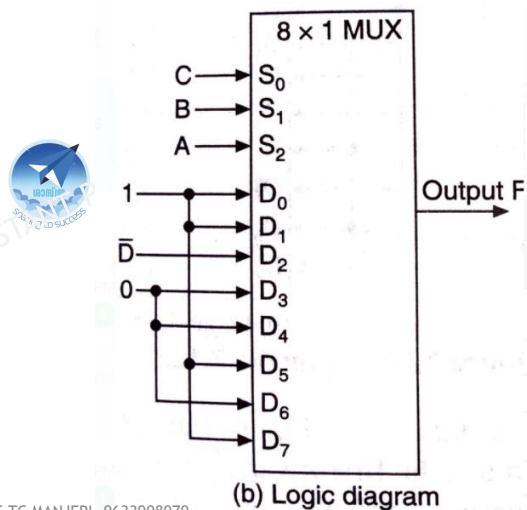 8 × 1 MUX
C S₀
B S₁
A S₂
1 D₀
D₁
D̅ D₂
0 D₃
D₄
D₅
D₆
D₇
Output F
(b) Logic diagram
MANJERI